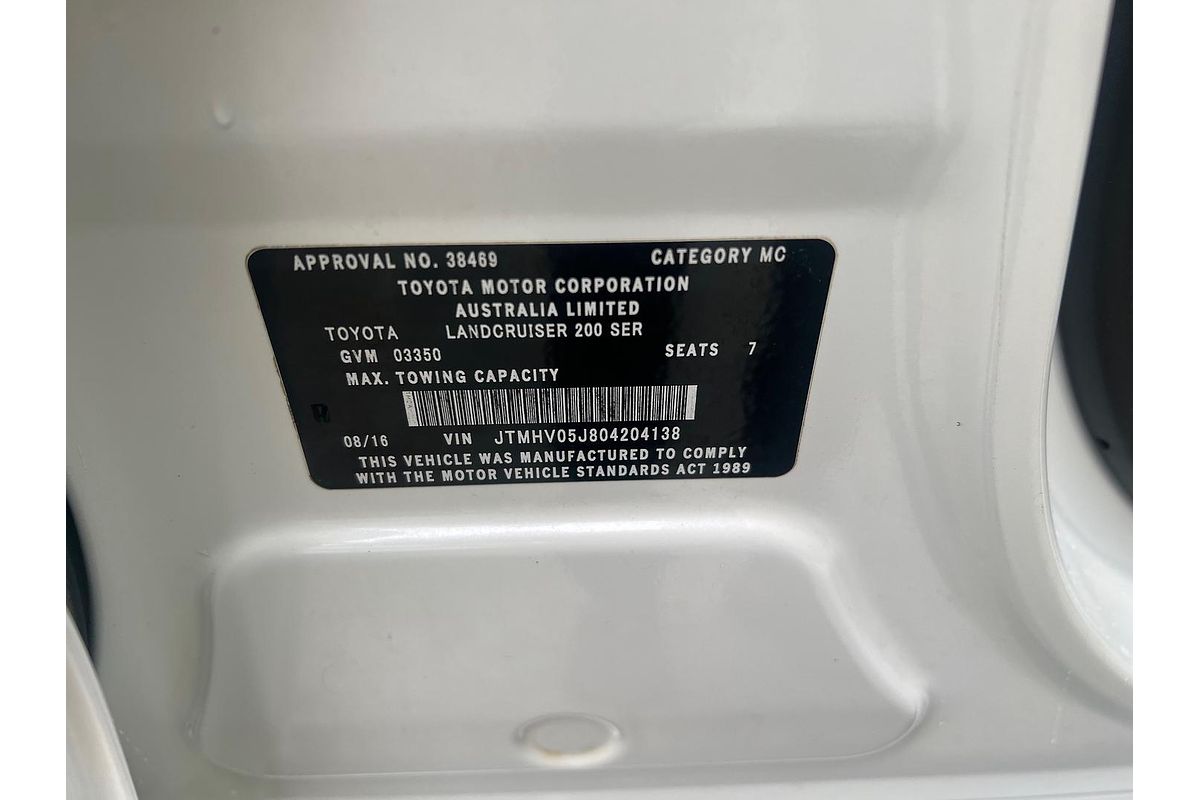 APPROVAL NO. 38469 CATEGORY MC
TOYOTA MOTOR CORPORATION
AUSTRALIA LIMITED
TOYOTA LANDCRUISER 200 SER
GVM 03350 SEATS 7
MAX. TOWING CAPACITY
08/16 VIN JTMHV05J804204138
THIS VEHICLE WAS MANUFACTURED TO COMPLY
WITH THE MOTOR VEHICLE STANDARDS ACT 1989